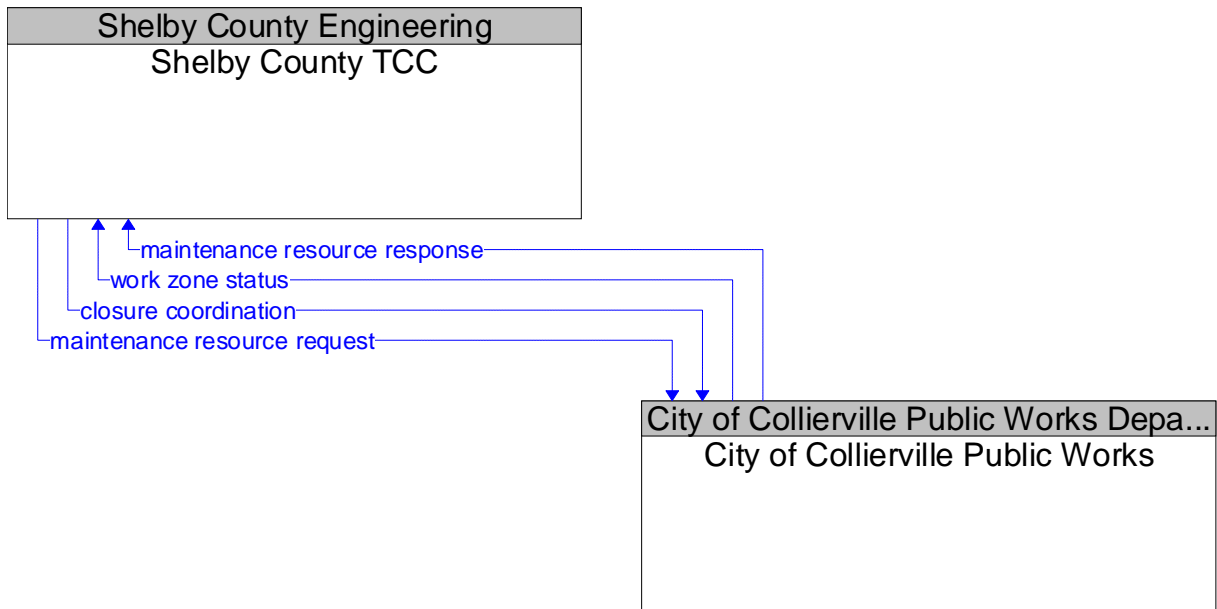 Shelby County Engineering
Shelby County TCC
maintenance resource response
work zone status
closure coordination
maintenance resource request
City of Collierville Public Works Depa...
City of Collierville Public Works